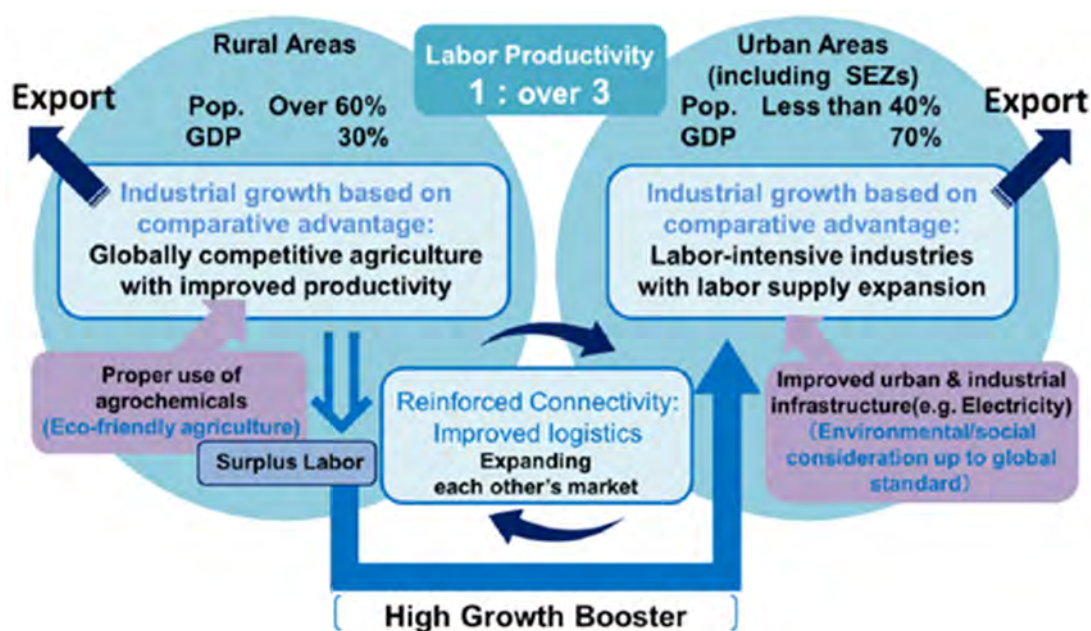 Rural Areas
Pop. Over 60%
GDP 30%
Export
Industrial growth based on
comparative advantage:
Globally competitive agriculture
with improved productivity
Proper use of
agrochemicals
(Eco-friendly agriculture)
Surplus Labor
Labor Productivity
1 : over 3
Urban Areas
(including SEZs)
Pop. Less than 40%
GDP 70%
Export
Industrial growth based on
comparative advantage:
Labor-intensive industries
with labor supply expansion
Improved urban & industrial
infrastructure(e.g. Electricity)
(Environmental/social
consideration up to global
standard)
Reinforced Connectivity:
Improved logistics
Expanding
each other's market
High Growth Booster